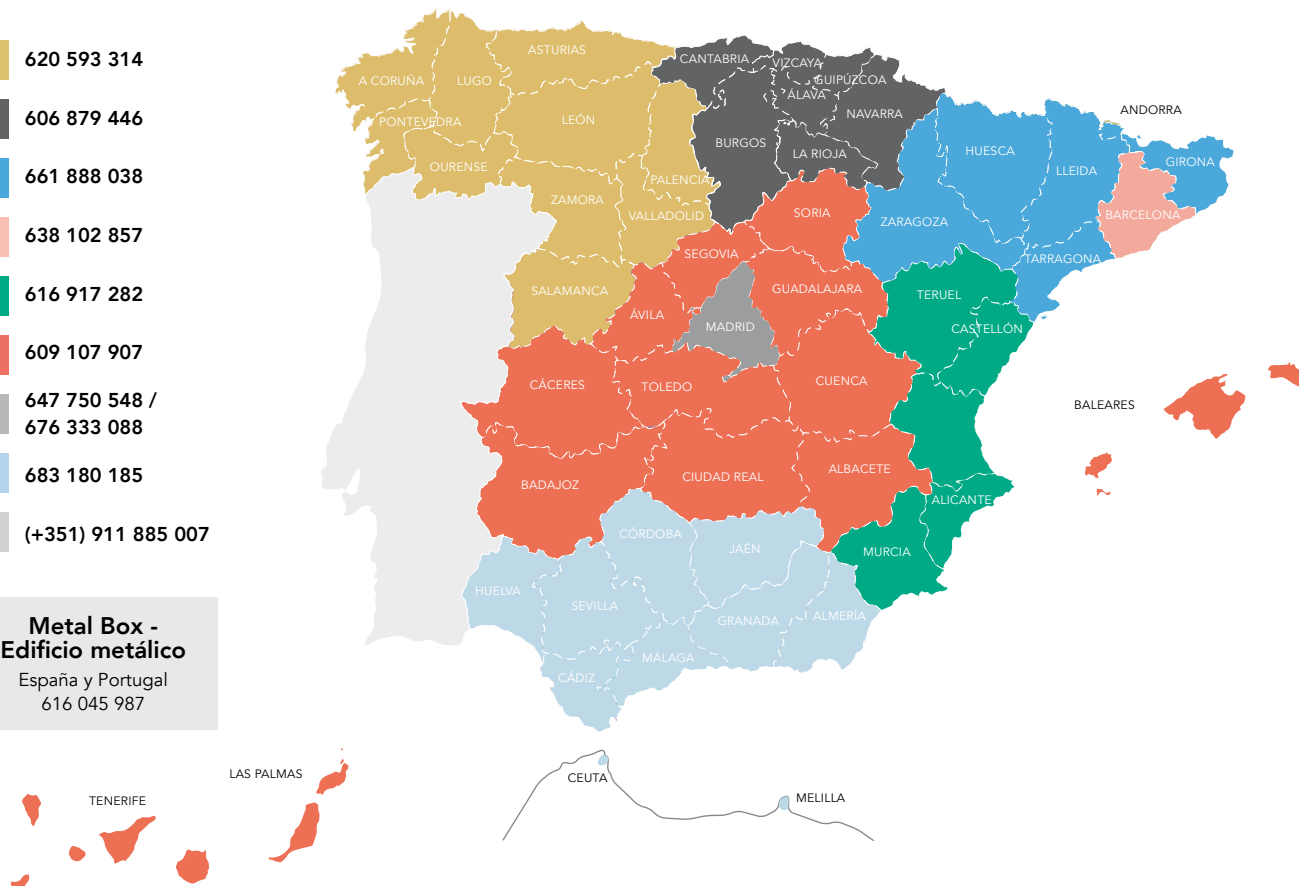 620 593 314
606 879 446
661 888 038
638 102 857
616 917 282
609 107 907
647 750 548 /
676 333 088
683 180 185
(+351) 911 885 007
Metal Box -
Edificio metálico
España y Portugal
616 045 987
ASTURIAS
CANTABRIA
VIZCAYA
A CORUÑA
LUGO
GUIPÚZCOA
ÁLAVA
ANDORRA
PONTEVEDRA
LEÓN
NAVARRA
BURGOS
LA RIOJA
HUESCA
GIRONA
OURENSE
LLEIDA
PALENCIA
ZAMORA
VALLADOLID
SORIA
ZARAGOZA
BARCELONA
SEGOVIA
TARRAGONA
SALAMANCA
GUADALAJARA
TERUEL
ÁVILA
MADRID
CASTELLÓN
CÁCERES
TOLEDO
CUENCA
BALEARES
BADAJOZ
CIUDAD REAL
ALBACETE
ALICANTE
CÓRDOBA
JAÉN
MURCIA
HUELVA
SEVILLA
GRANADA
ALMERÍA
MÁLAGA
CÁDIZ
LAS PALMAS
CEUTA
TENERIFE
MELILLA